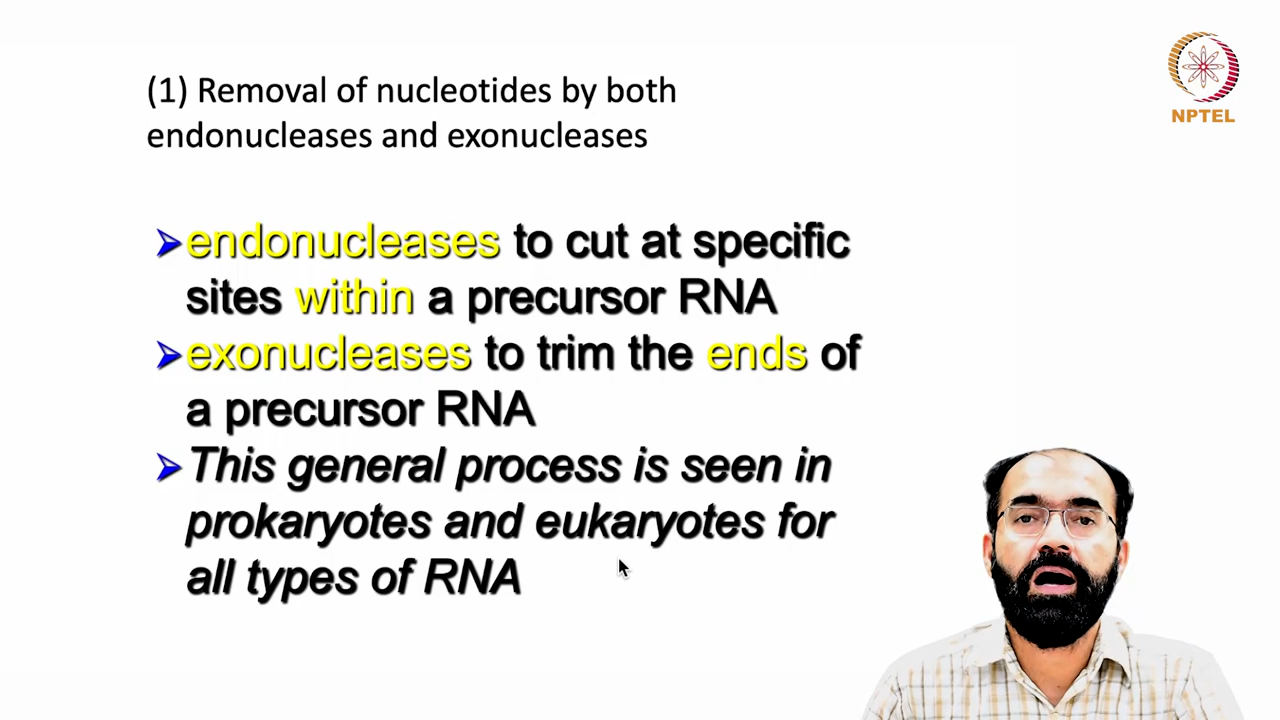 (1) Removal of nucleotides by both
endonucleases and exonucleases
➢endonucleases to cut at specific
sites within a precursor RNA
➢exonucleases to trim the ends of
a precursor RNA
➢This general process is seen in
prokaryotes and eukaryotes for
all types of RNA
NPTEL